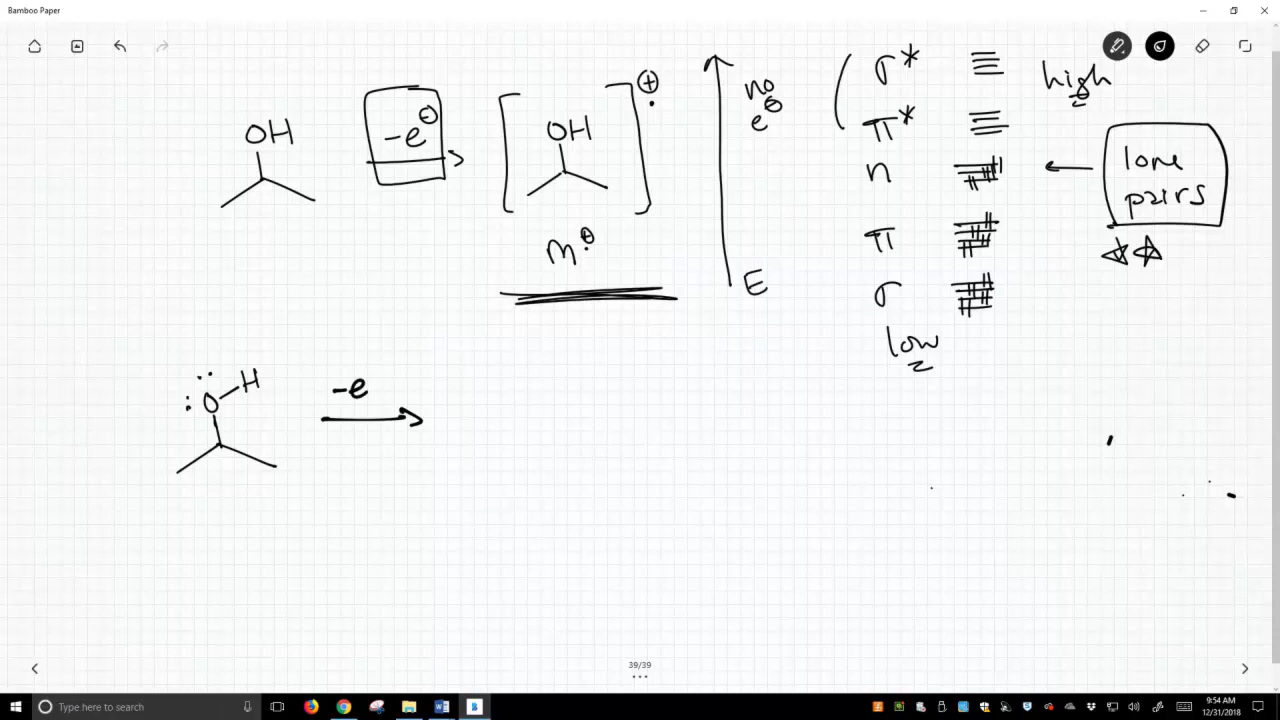 Bamboo Paper
OH
-e⊖
OH
⊕
•
M•⊕
no
e⊖
E
σ*
π*
n
π
σ
low
high
lone
pairs
O-H
-e
39/39
Type here to search
9:54 AM
12/31/2018